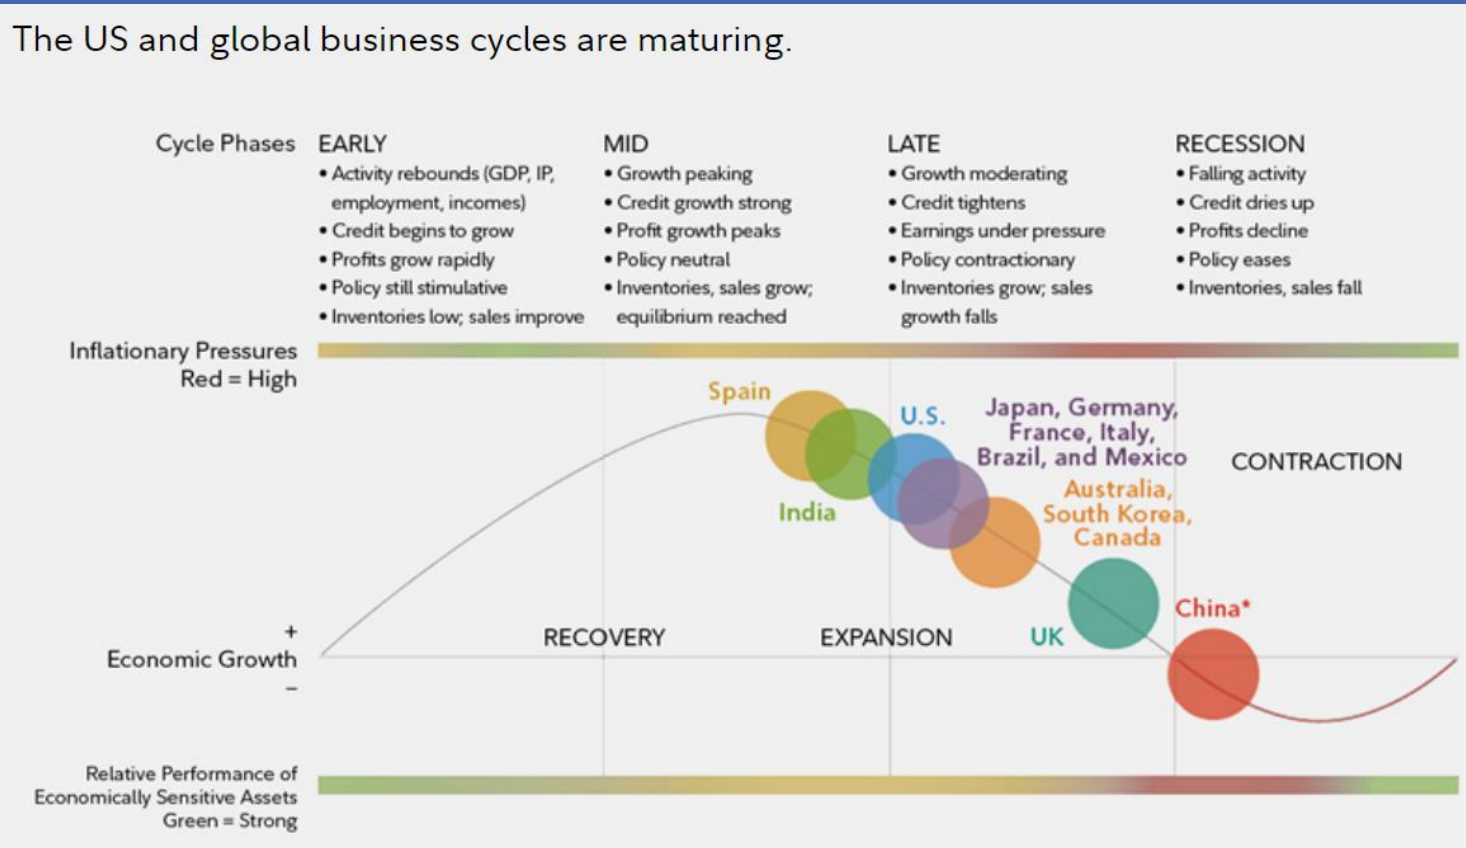 The US and global business cycles are maturing.
Cycle Phases
EARLY
• Activity rebounds (GDP, IP,
employment, incomes)
• Credit begins to grow
• Profits grow rapidly
• Policy still stimulative
• Inventories low; sales improve
MID
• Growth peaking
• Credit growth strong
• Profit growth peaks
• Policy neutral
• Inventories, sales grow;
equilibrium reached
LATE
• Growth moderating
• Credit tightens
• Earnings under pressure
• Policy contractionary
• Inventories grow; sales
growth falls
RECESSION
• Falling activity
• Credit dries up
• Profits decline
• Policy eases
• Inventories, sales fall
Inflationary Pressures
Red = High
Spain
India
U.S.
Japan, Germany,
France, Italy,
Brazil, and Mexico
Australia,
South Korea,
Canada
CONTRACTION
UK
China*
RECOVERY
EXPANSION
+
Economic Growth
–
Relative Performance of
Economically Sensitive Assets
Green = Strong